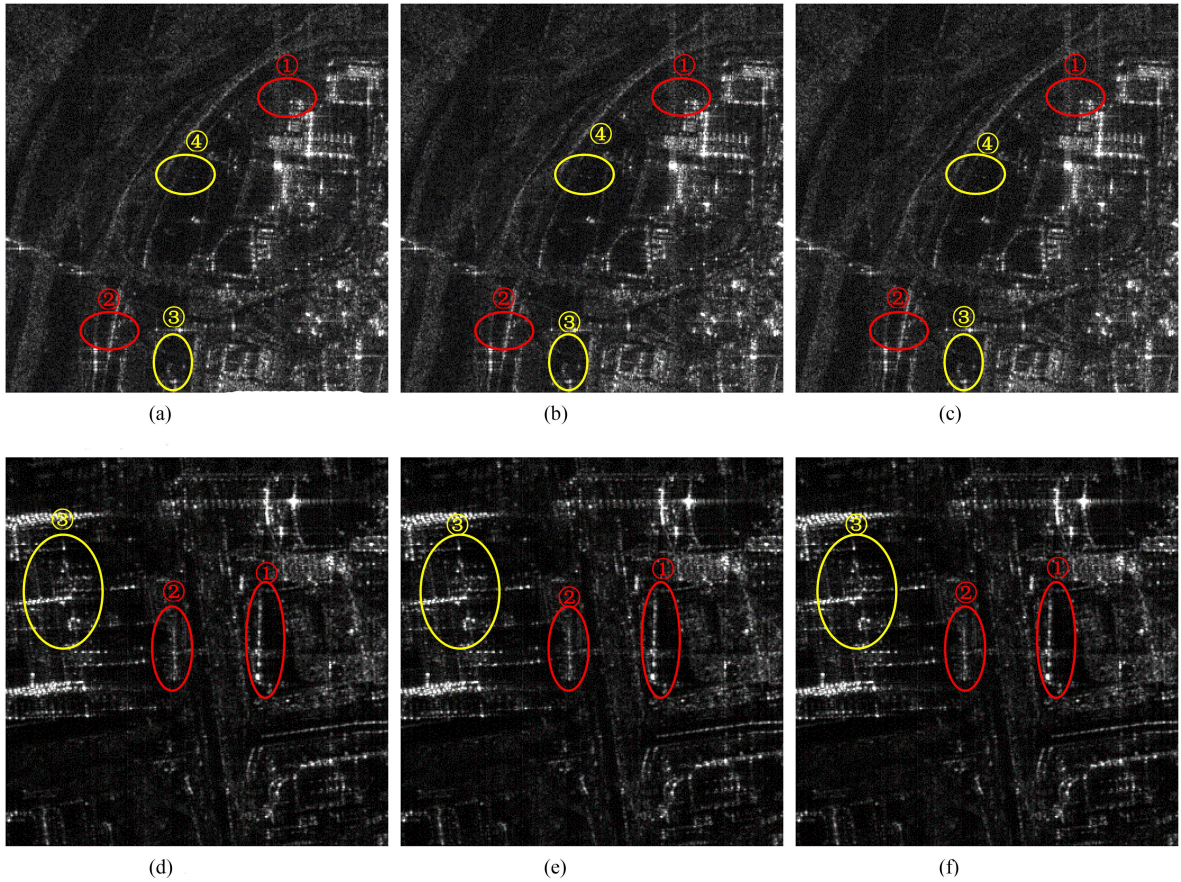 ① ① ①
④ ④ ④
② ② ②
③ ③ ③
(a) (b) (c)
③ ③ ③
① ① ①
② ② ②
(d) (e) (f)